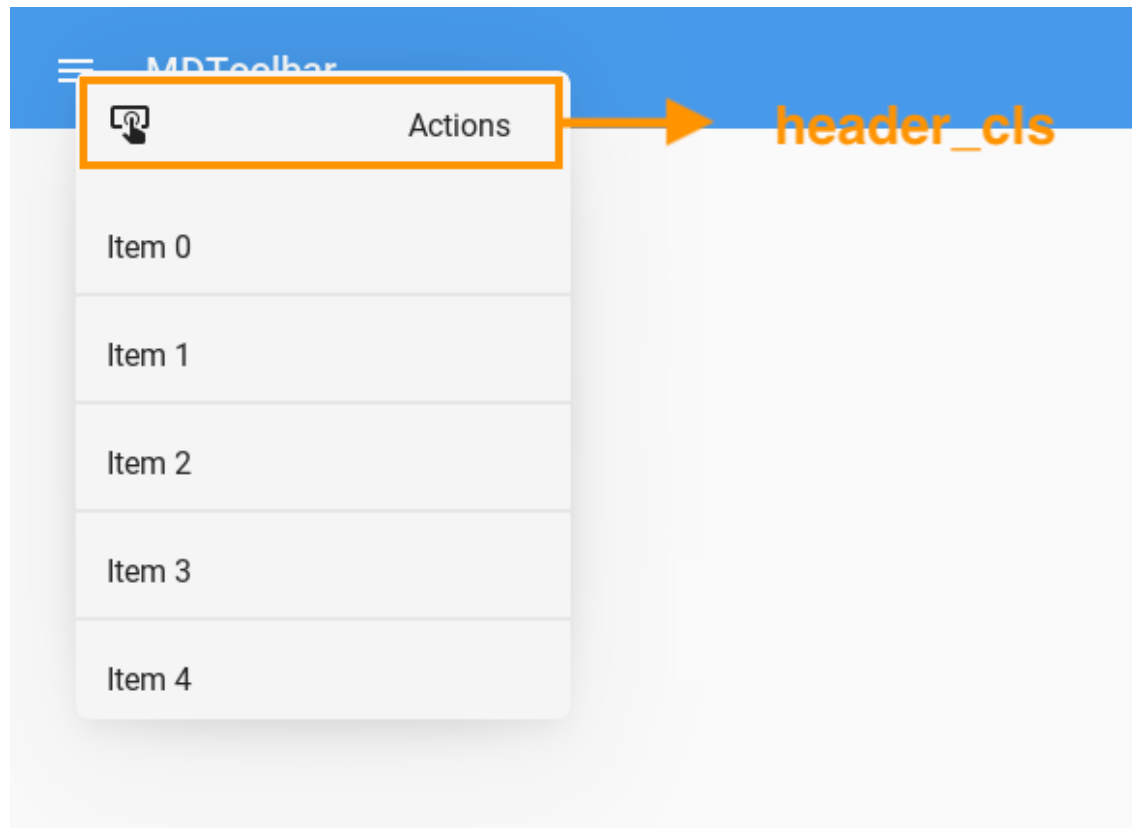 MDToolbar
Actions
header_cls
Item 0
Item 1
Item 2
Item 3
Item 4